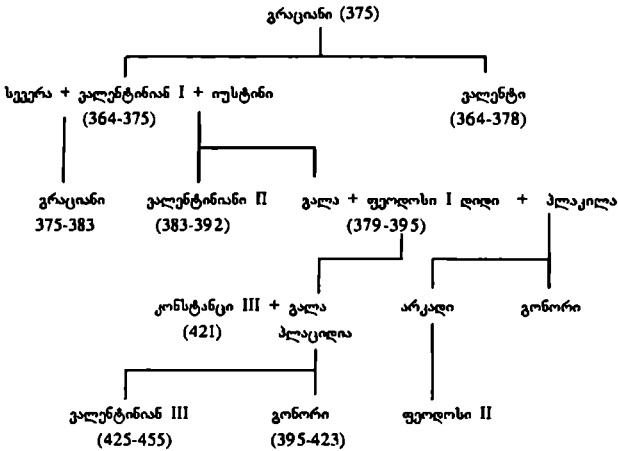 გრაციანი (375)
სევერა + ვალენტინიან I + იუსტინი ვალენტი
(364-375) (364-378)
გრაციანი ვალენტინიანი II გალა + ფეოდოსი I დიდი + პლაკილა
375-383 (383-392) (379-395)
კონსტანცი III + გალა არკადი გონორი
(421) პლაციდია
ვალენტინიან III გონორი ფეოდოსი II
(425-455) (395-423)